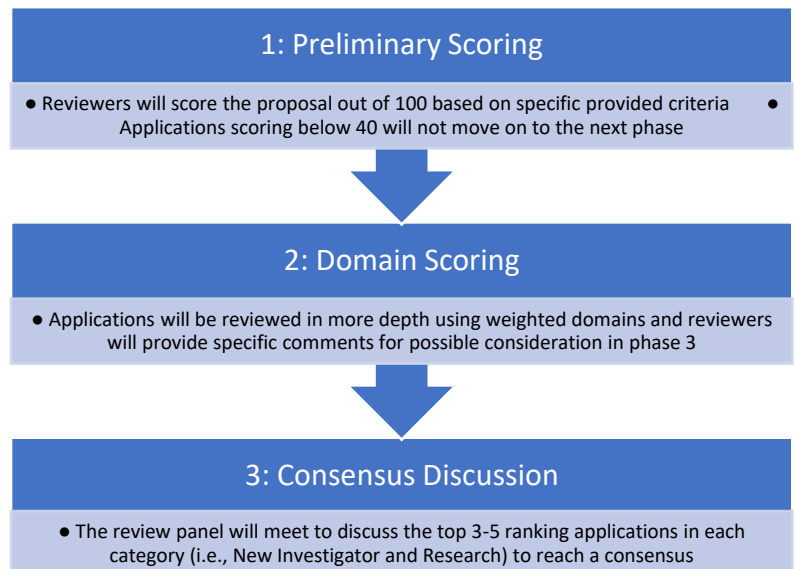 1: Preliminary Scoring
● Reviewers will score the proposal out of 100 based on specific provided criteria ●
Applications scoring below 40 will not move on to the next phase
2: Domain Scoring
● Applications will be reviewed in more depth using weighted domains and reviewers
will provide specific comments for possible consideration in phase 3
3: Consensus Discussion
● The review panel will meet to discuss the top 3-5 ranking applications in each
category (i.e., New Investigator and Research) to reach a consensus